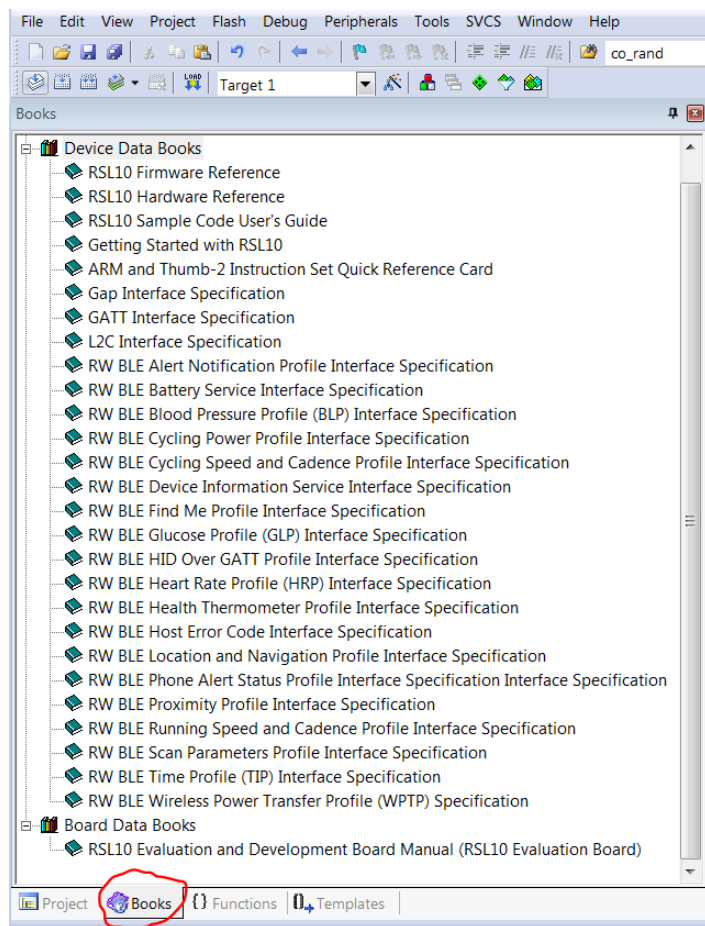 File Edit View Project Flash Debug Peripherals Tools SVCS Window Help
co_rand
LOAD Target 1
Books
Device Data Books
RSL10 Firmware Reference
RSL10 Hardware Reference
RSL10 Sample Code User's Guide
Getting Started with RSL10
ARM and Thumb-2 Instruction Set Quick Reference Card
Gap Interface Specification
GATT Interface Specification
L2C Interface Specification
RW BLE Alert Notification Profile Interface Specification
RW BLE Battery Service Interface Specification
RW BLE Blood Pressure Profile (BLP) Interface Specification
RW BLE Cycling Power Profile Interface Specification
RW BLE Cycling Speed and Cadence Profile Interface Specification
RW BLE Device Information Service Interface Specification
RW BLE Find Me Profile Interface Specification
RW BLE Glucose Profile (GLP) Interface Specification
RW BLE HID Over GATT Profile Interface Specification
RW BLE Heart Rate Profile (HRP) Interface Specification
RW BLE Health Thermometer Profile Interface Specification
RW BLE Host Error Code Interface Specification
RW BLE Location and Navigation Profile Interface Specification
RW BLE Phone Alert Status Profile Interface Specification Interface Specification
RW BLE Proximity Profile Interface Specification
RW BLE Running Speed and Cadence Profile Interface Specification
RW BLE Scan Parameters Profile Interface Specification
RW BLE Time Profile (TIP) Interface Specification
RW BLE Wireless Power Transfer Profile (WPTP) Specification
Board Data Books
RSL10 Evaluation and Development Board Manual (RSL10 Evaluation Board)
Project Books {} Functions Templates